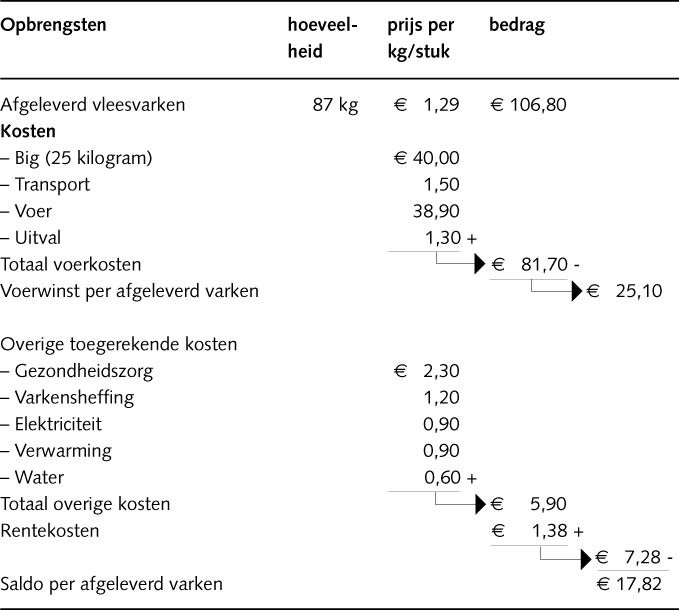 Opbrengsten hoeveel- prijs per bedrag
heid kg/stuk
Afgeleverd vleesvarken 87 kg € 1,29 € 106,80
Kosten
– Big (25 kilogram) € 40,00
– Transport 1,50
– Voer 38,90
– Uitval 1,30 +
Totaal voerkosten € 81,70 -
Voerwinst per afgeleverd varken € 25,10
Overige toegerekende kosten
– Gezondheidszorg € 2,30
– Varkensheffing 1,20
– Elektriciteit 0,90
– Verwarming 0,90
– Water 0,60 +
Totaal overige kosten € 5,90
Rentekosten € 1,38 +
€ 7,28 -
Saldo per afgeleverd varken € 17,82